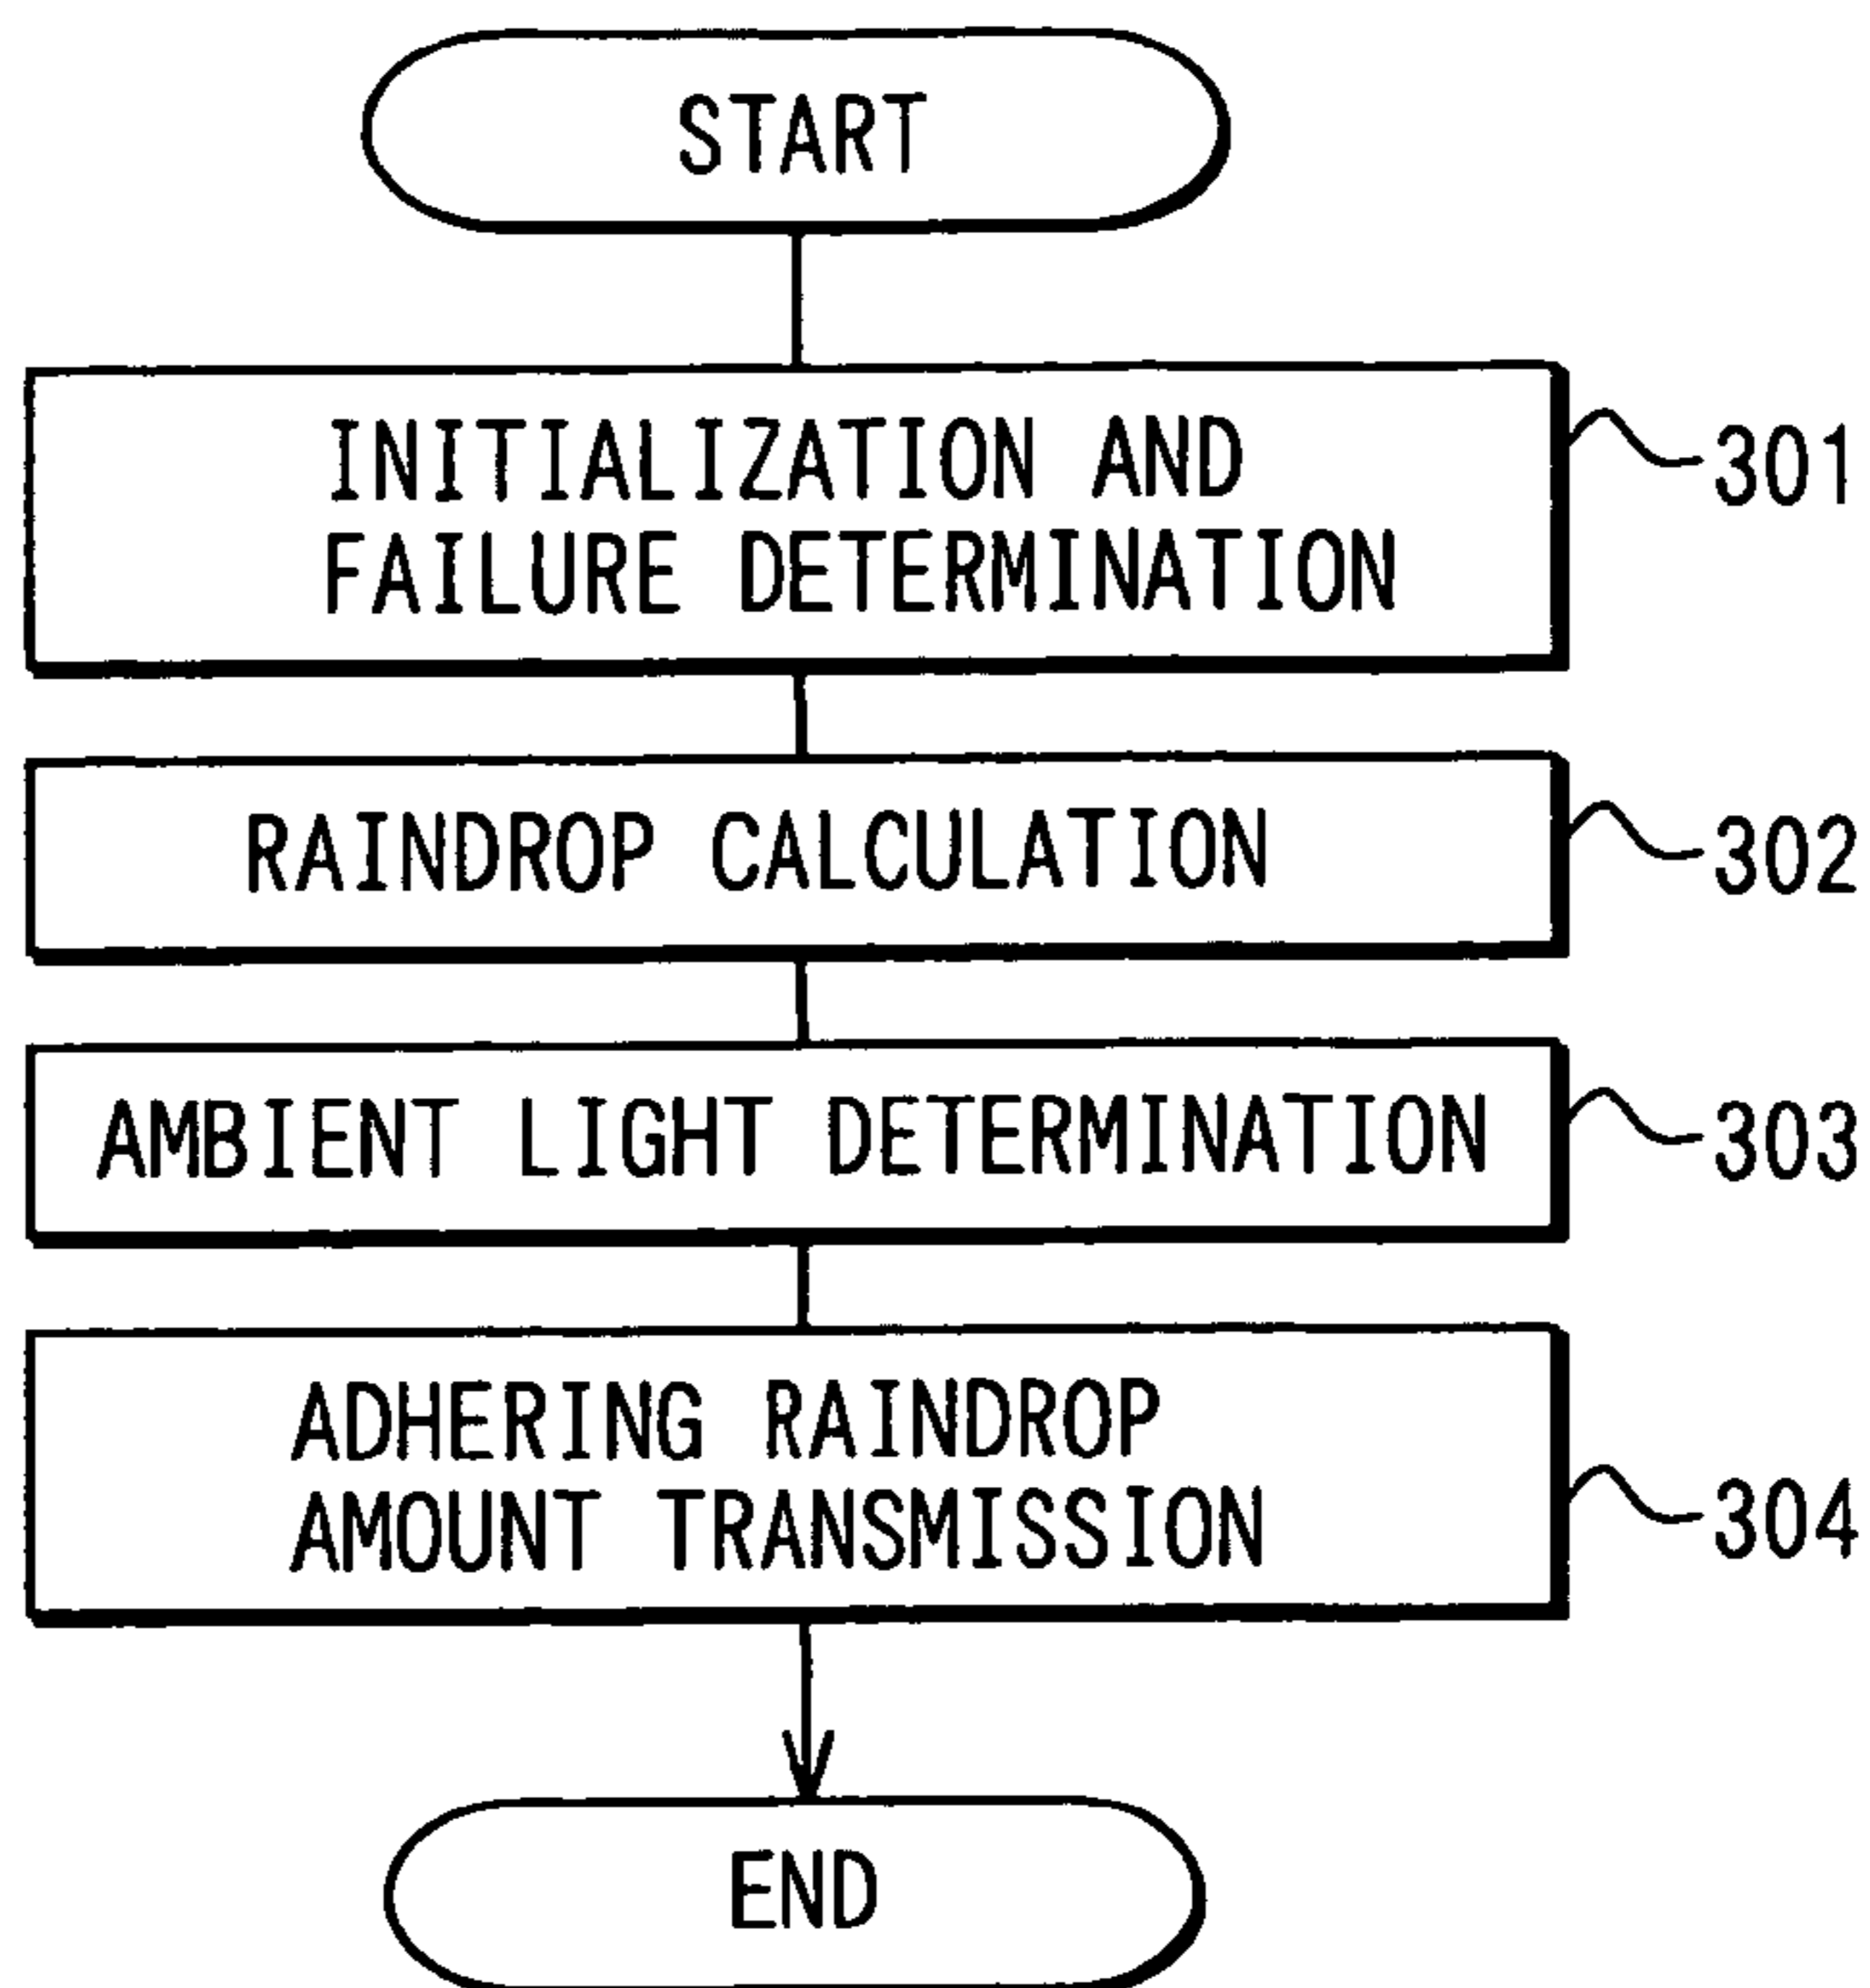 START
INITIALIZATION AND
FAILURE DETERMINATION
301
RAINDROP CALCULATION
302
AMBIENT LIGHT DETERMINATION
303
ADHERING RAINDROP
AMOUNT TRANSMISSION
304
END